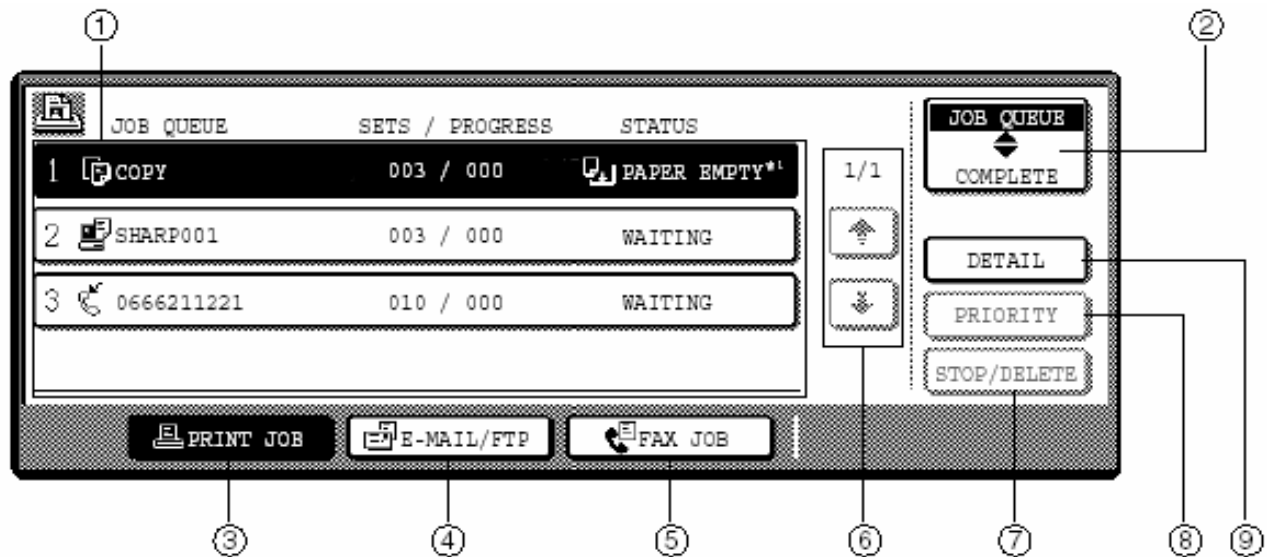 ① ②
JOB QUEUE SETS / PROGRESS STATUS
JOB QUEUE
COMPLETE
1 COPY 003 / 000 PAPER EMPTY*1
1/1
2 SHARP001 003 / 000 WAITING
DETAIL
3 0666211221 010 / 000 WAITING
PRIORITY
STOP/DELETE
PRINT JOB E-MAIL/FTP FAX JOB
③ ④ ⑤ ⑥ ⑦ ⑧ ⑨